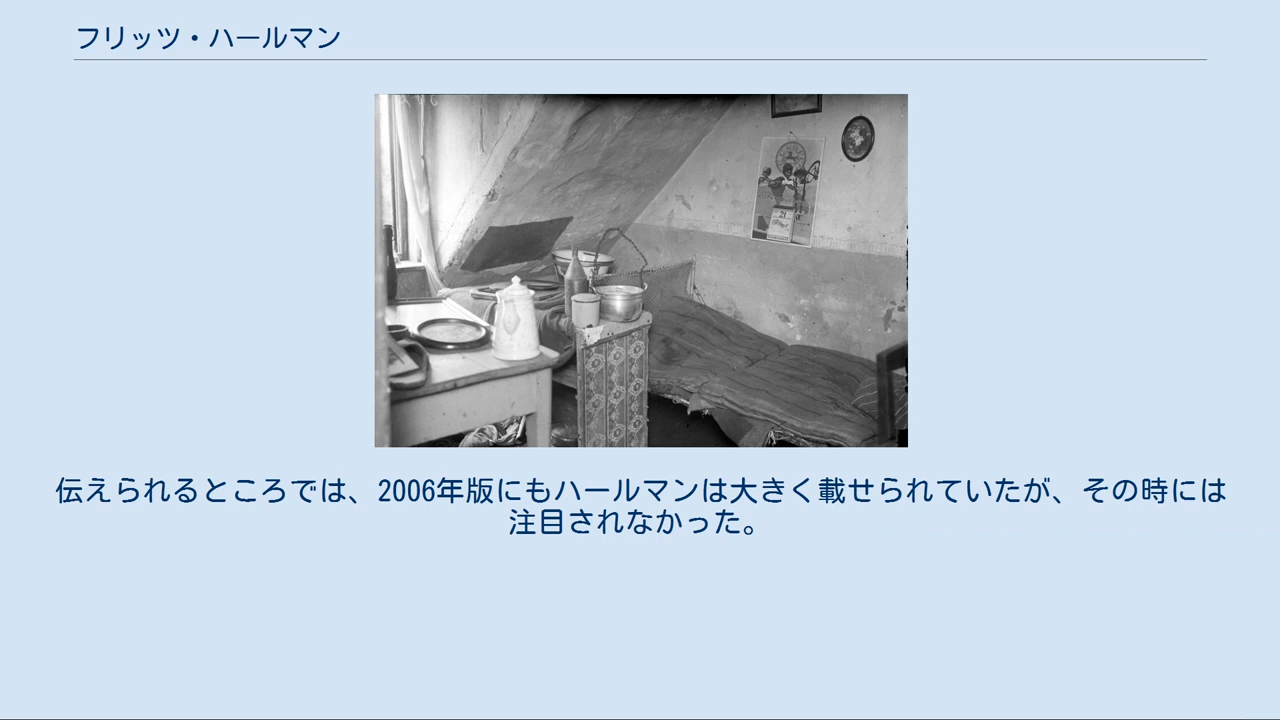 フリッツ・ハールマン
伝えられるところでは、2006年版にもハールマンは大きく載せられていたが、その時には
注目されなかった。